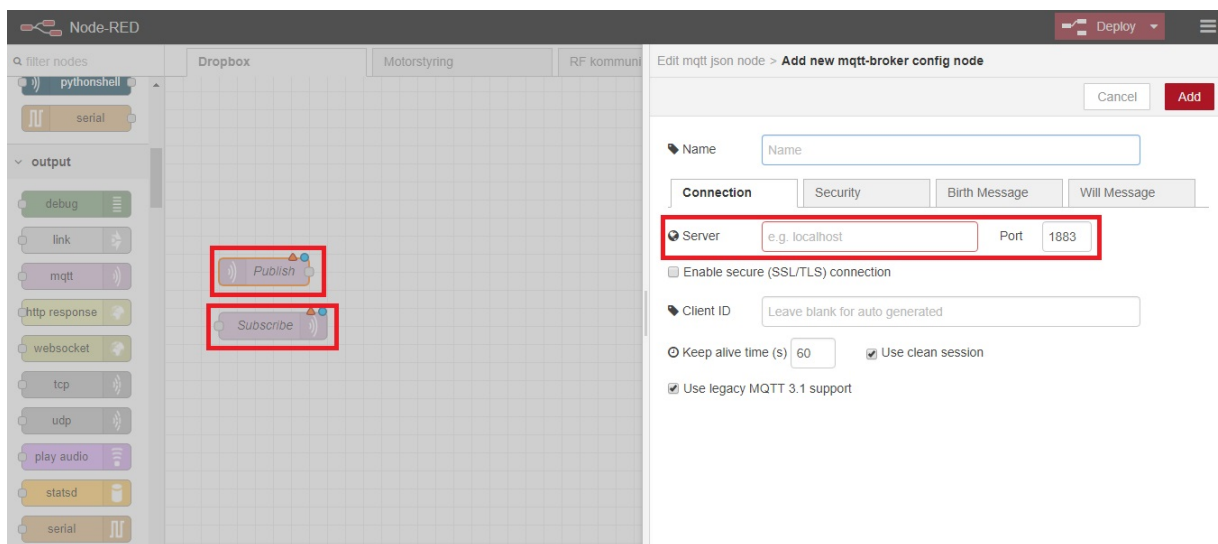 Node-RED
Deploy
filter nodes
pythonshell
serial
output
debug
link
mqtt
http response
websocket
tcp
udp
play audio
statsd
serial
Dropbox
Motorstyring
RF kommuni
Publish
Subscribe
Edit mqtt json node > Add new mqtt-broker config node
Cancel Add
Name Name
Connection Security Birth Message Will Message
Server e.g. localhost Port 1883
Enable secure (SSL/TLS) connection
Client ID Leave blank for auto generated
Keep alive time (s) 60 Use clean session
Use legacy MQTT 3.1 support